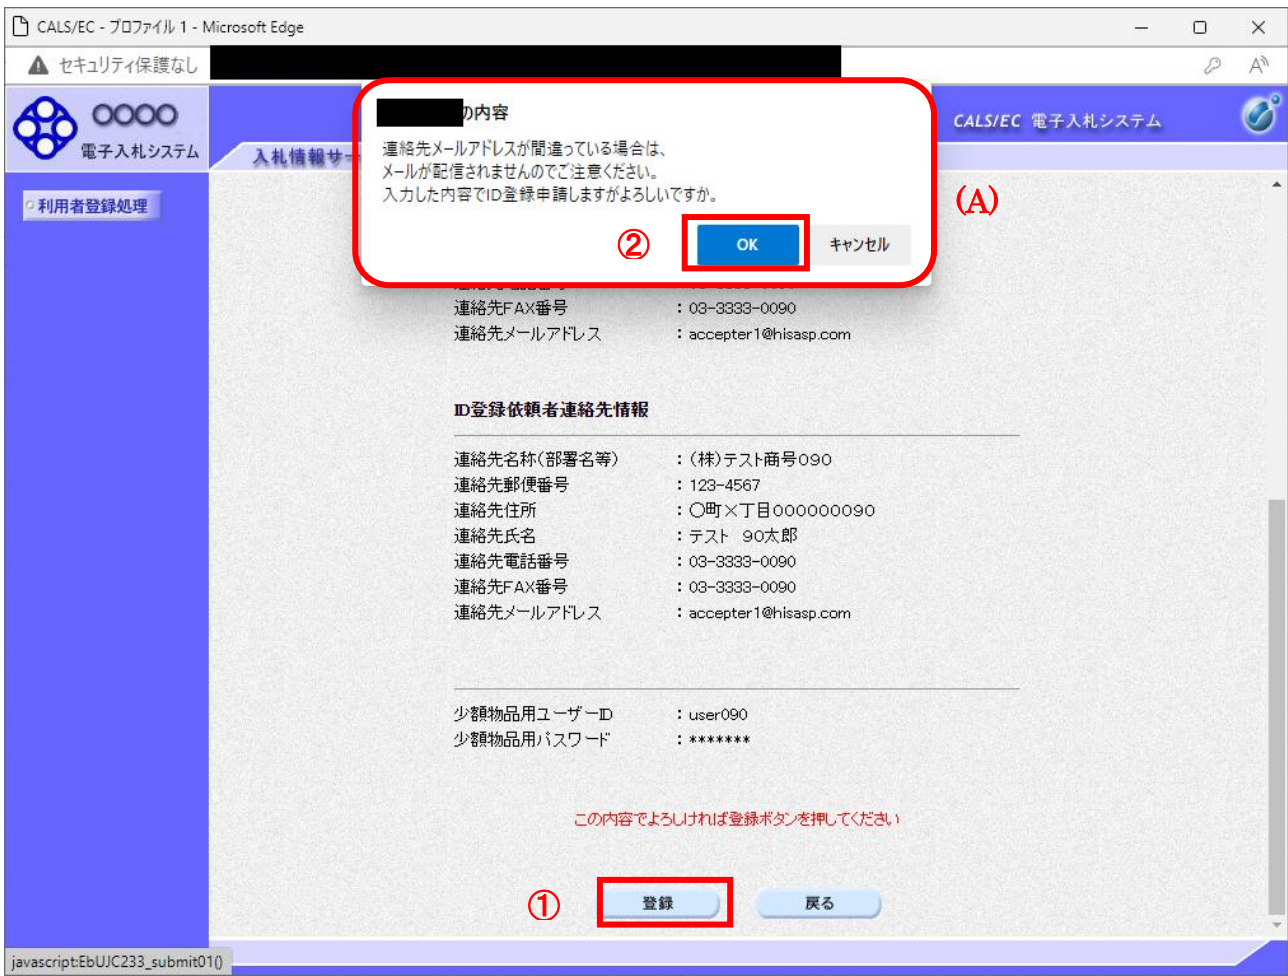 CALS/EC - プロファイル 1 - Microsoft Edge
セキュリティ保護なし
A
〇〇〇〇
電子入札システム
入札情報サー
CALS/EC 電子入札システム
利用者登録処理
の内容
連絡先メールアドレスが間違っている場合は、
メールが配信されませんのでご注意ください。
入力した内容でID登録申請しますがよろしいですか。
(A)
② OK キャンセル
連絡先FAX番号 : 03-3333-0090
連絡先メールアドレス : accepter1@hisasp.com
ID登録依頼者連絡先情報
連絡先名称(部署名等) : (株)テスト商号090
連絡先郵便番号 : 123-4567
連絡先住所 : 〇町×丁目000000090
連絡先氏名 : テスト 90太郎
連絡先電話番号 : 03-3333-0090
連絡先FAX番号 : 03-3333-0090
連絡先メールアドレス : accepter1@hisasp.com
少額物品用ユーザーID : user090
少額物品用パスワード : *******
この内容でよろしければ登録ボタンを押してください
① 登録 戻る
javascript:EbUJC233_submit01()